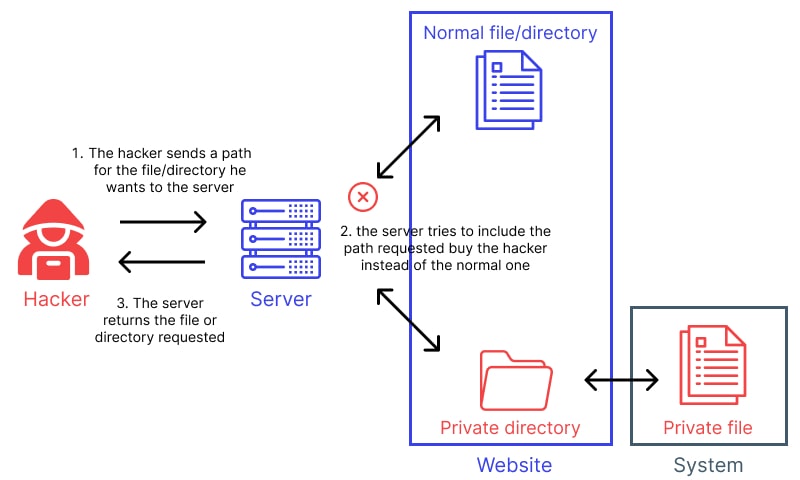 Normal file/directory
1. The hacker sends a path
for the file/directory he
wants to the server
2. the server tries to include the
path requested buy the hacker
instead of the normal one
Hacker
Server
3. The server
returns the file or
directory requested
Private directory
Private file
Website
System